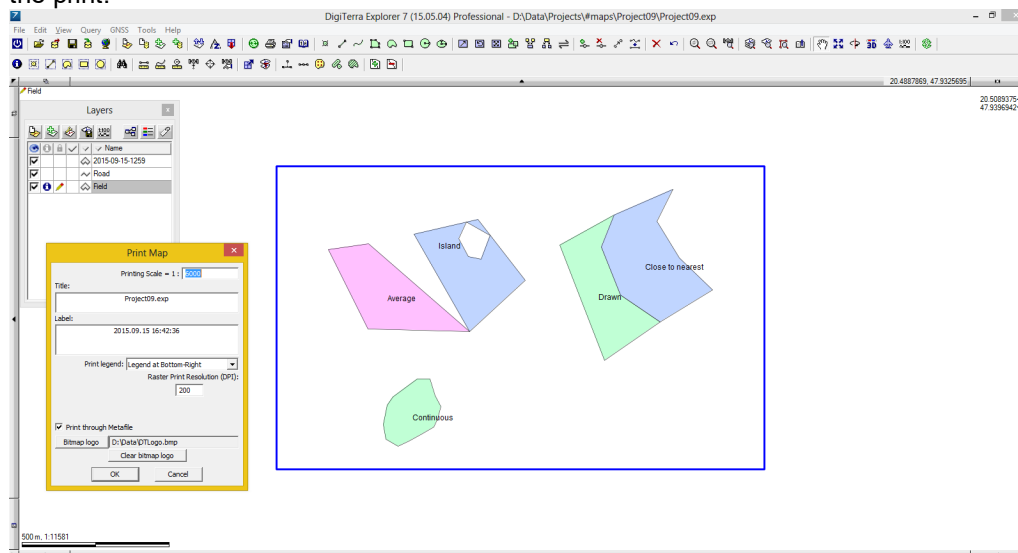 the print.
DigiTerra Explorer 7 (15.05.04) Professional - D:\Data\Projects\#maps\Project09\Project09.exp
File Edit View Query GNSS Tools Help
20.4887869, 47.9325695
Field
20.5089375
47.9396942
Layers
Name
2015-09-15-1259
Road
Field
Print Map
Printing Scale = 1 : 5000
Title:
Project09.exp
Label:
2015.09.15 16:42:36
Print legend: Legend at Bottom-Right
Raster Print Resolution (DPI):
200
Print through Metafile
Bitmap logo D:\Data\DTLogo.bmp
Clear bitmap logo
OK Cancel
Island
Average
Close to nearest
Drawn
Continuous
500 m, 1:11581